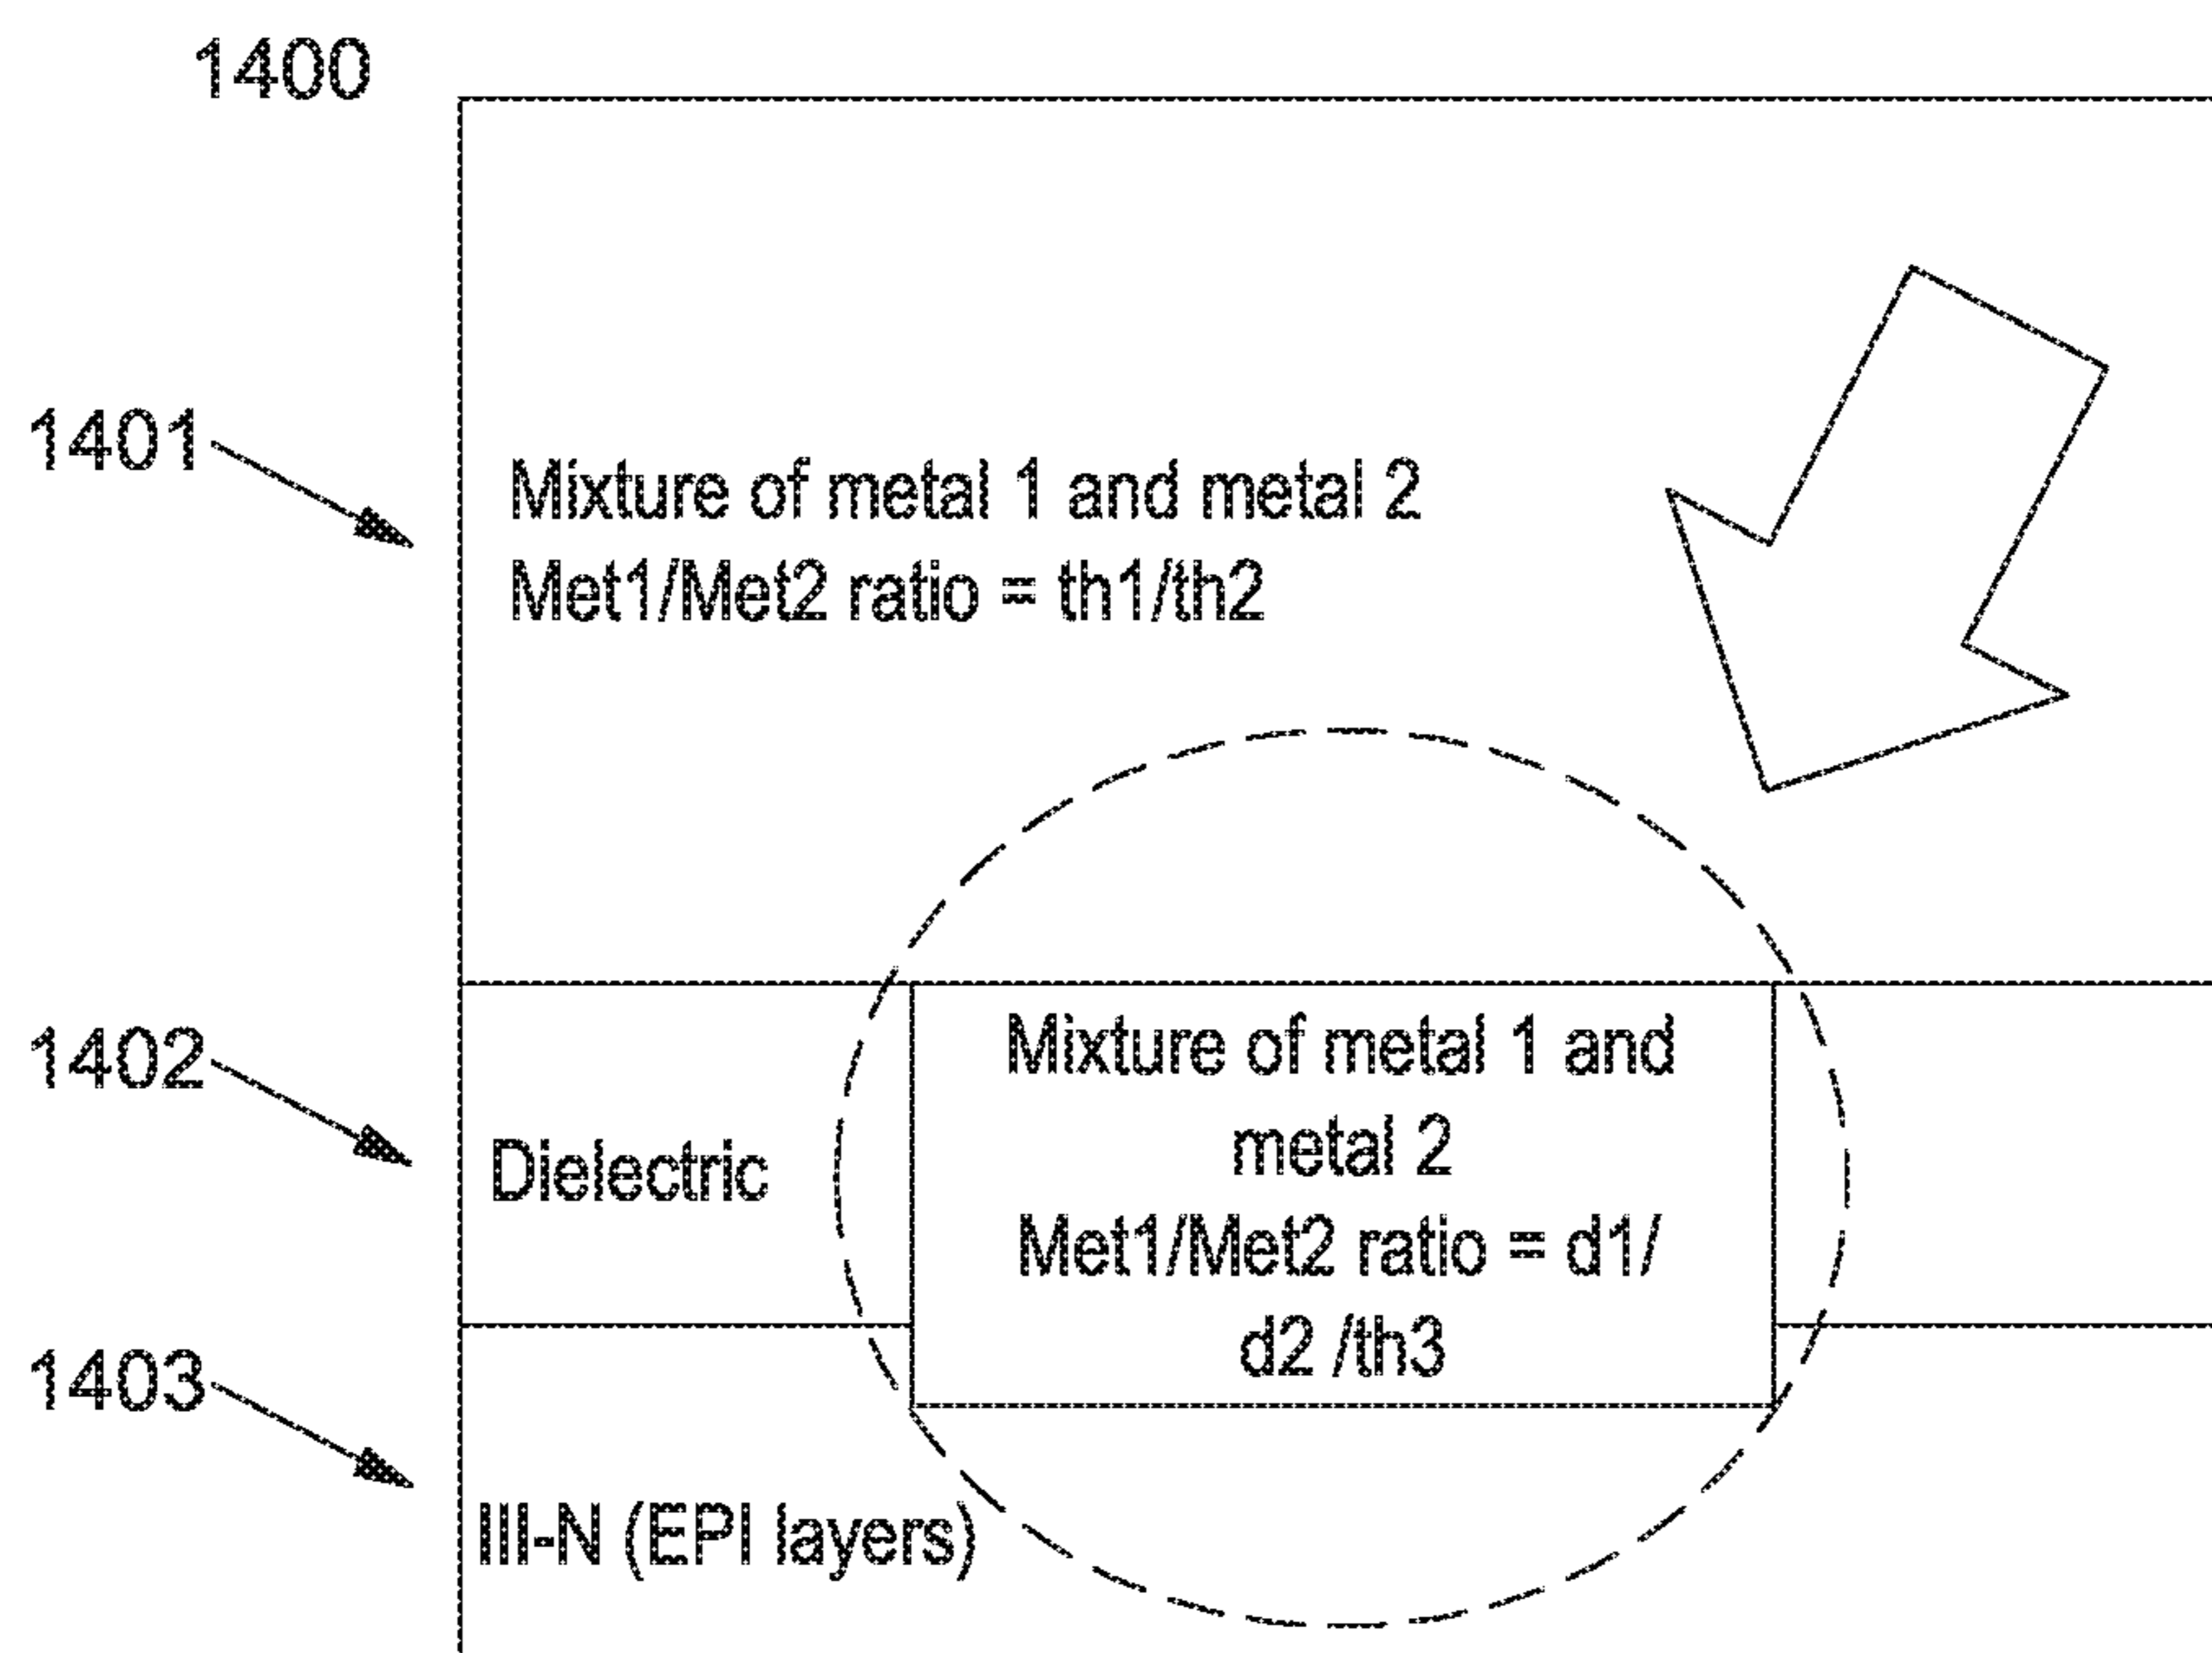 1400
1401
Mixture of metal 1 and metal 2
Met1/Met2 ratio = th1/th2
1402
Mixture of metal 1 and
metal 2
Met1/Met2 ratio = d1/
d2 /th3
Dielectric
1403
III-N (EPI layers)